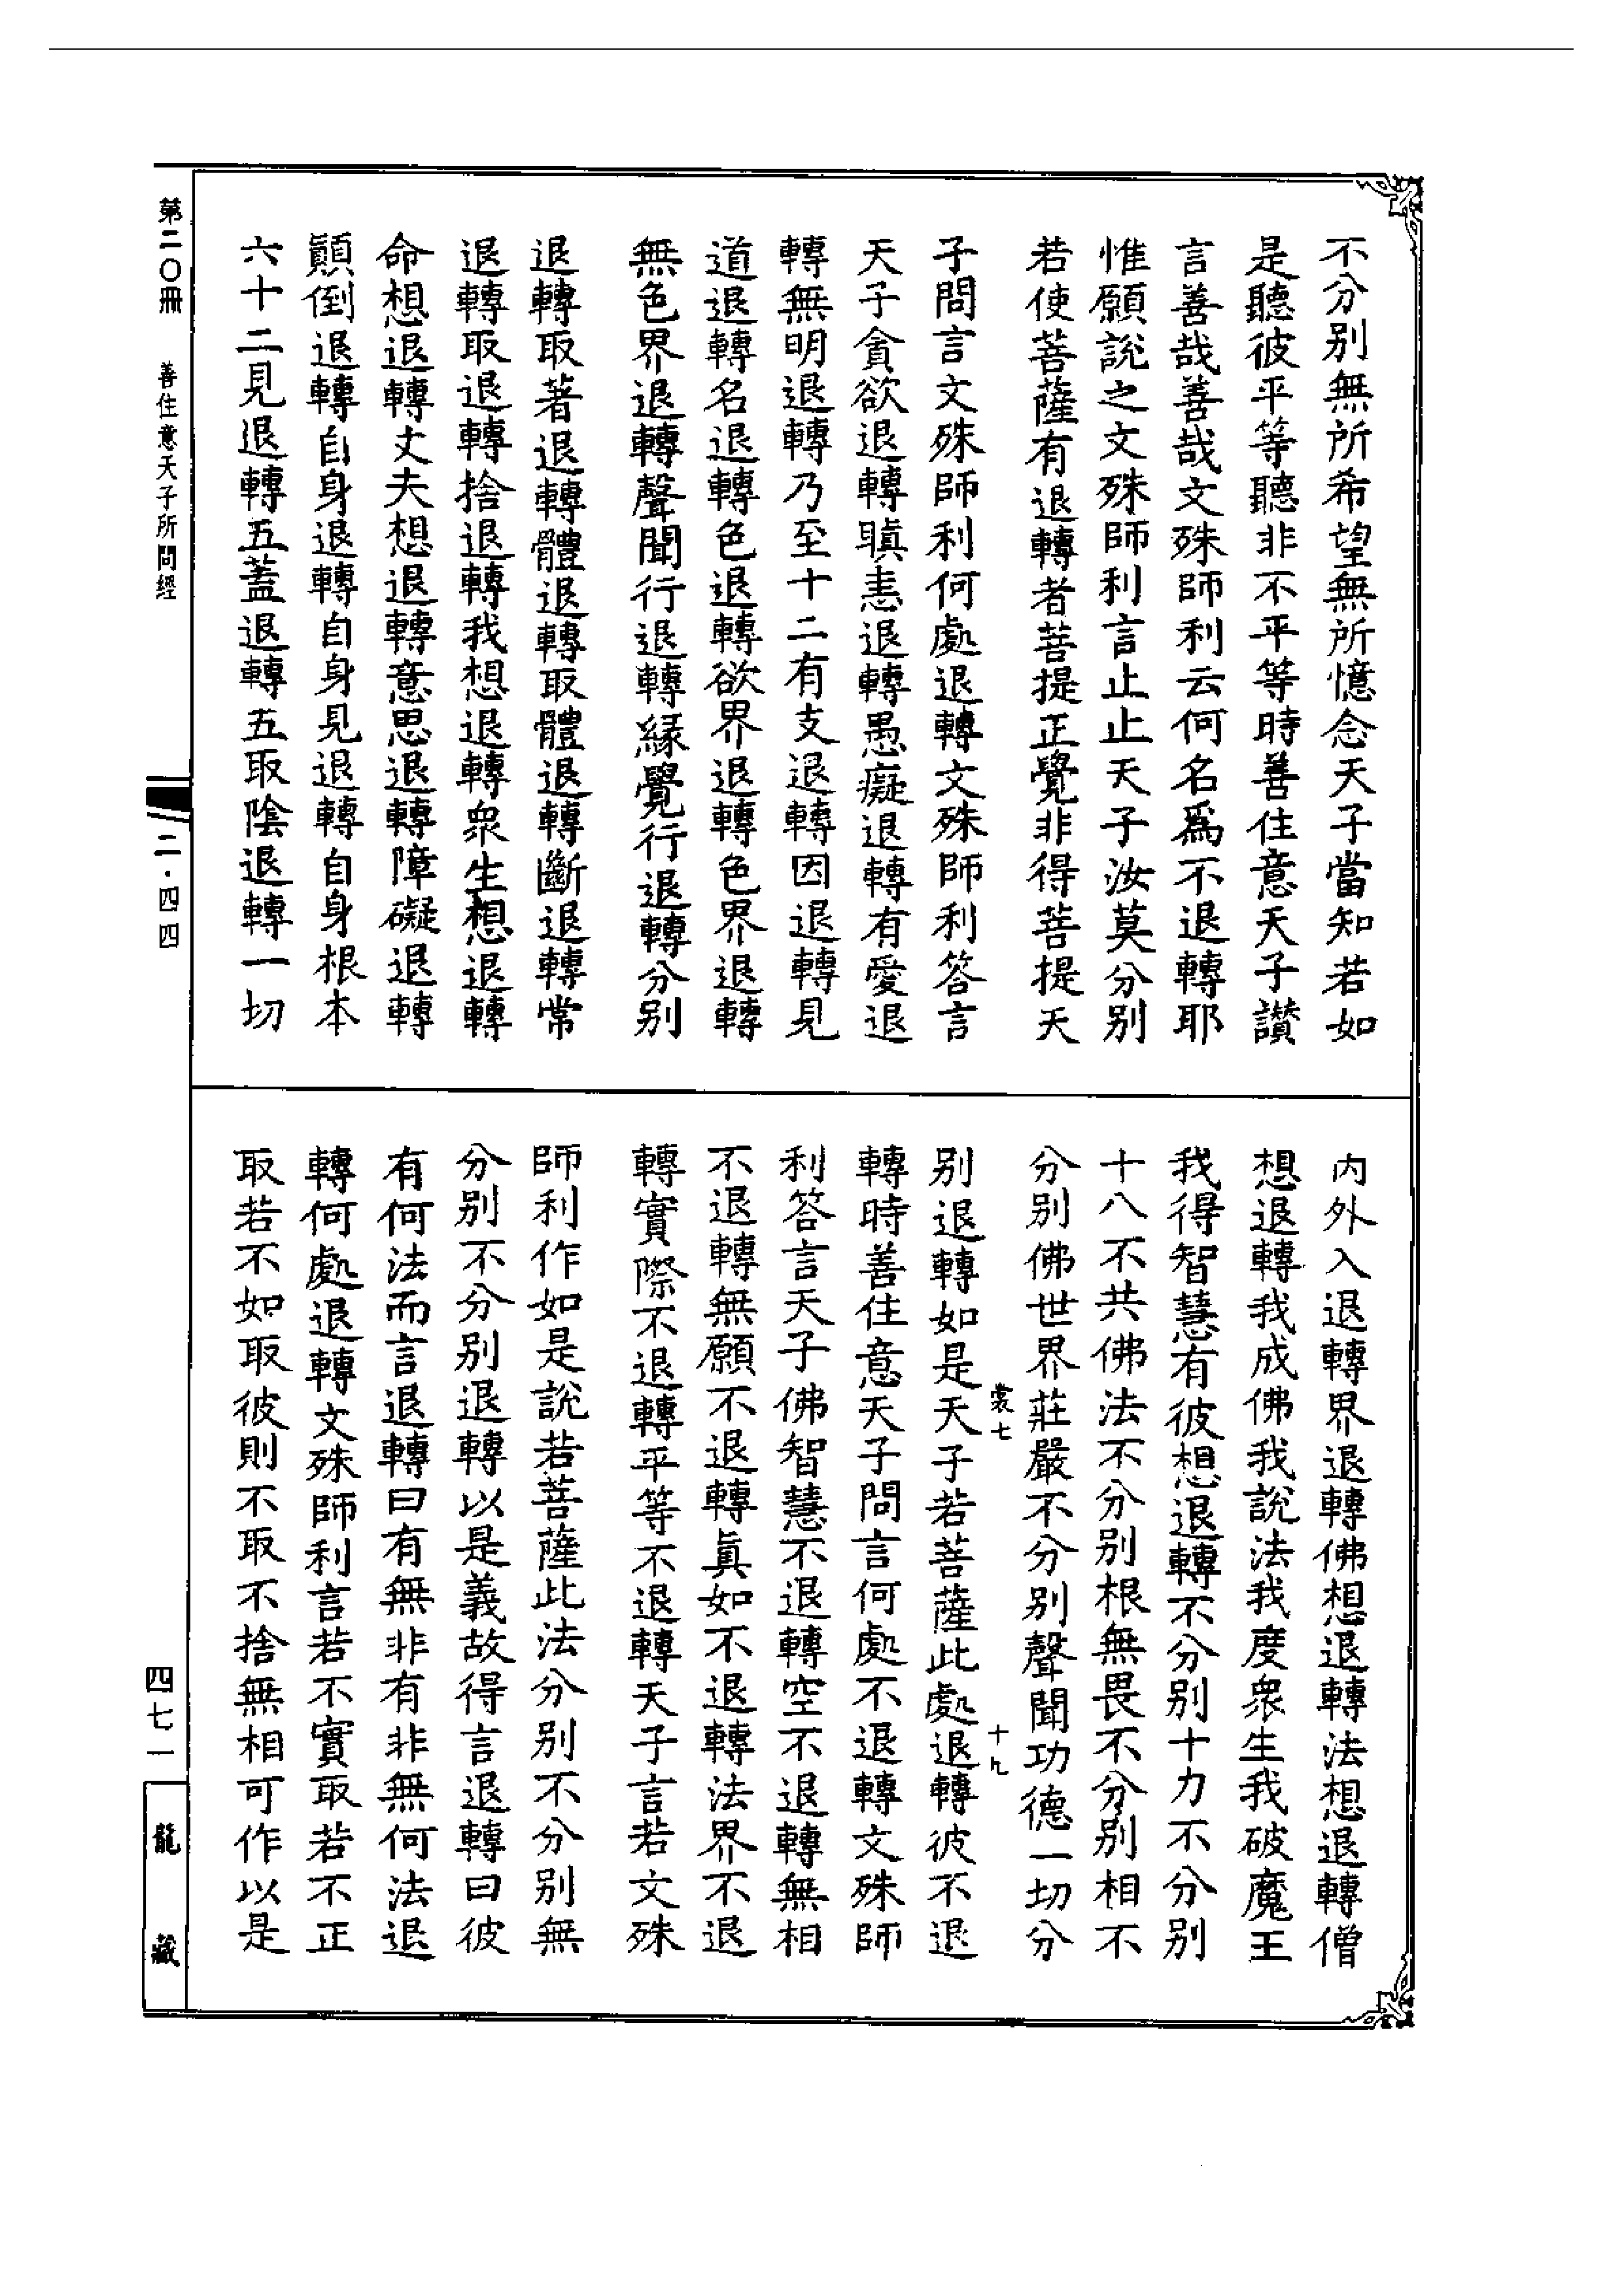 不分別無所希望無所憶念天子當知若如
是聽彼平等聽非不平等時善住意天子讚
言善哉善哉文殊師利云何名爲不退轉耶
惟願説之文殊師利言止止天子汝莫分別
若使菩薩有退轉者菩提正覺非得菩提天
子問言文殊師利何處退轉文殊師利答言
天子貪欲退轉瞋恚退轉愚癡退轉有愛退
轉無明退轉乃至十二有支退轉因退轉見
道退轉名退轉色退轉欲界退轉色界退轉
無色界退轉聲聞行退轉緣覺行退轉分別
退轉取著退轉體退轉取體退轉斷退轉常
退轉取退轉捨退轉我想退轉衆生想退轉
命想退轉丈夫想退轉意思退轉障礙退轉
顛倒退轉自身退轉自身見退轉自身根本
六十二見退轉五蓋退轉五取陰退轉一切
内外入退轉界退轉佛想退轉法想退轉僧
想退轉我成佛我説法我度衆生我破魔王
我得智慧有彼想退轉不分別十力不分別
十八不共佛法不分別根無畏不分別相不
分別佛世界莊嚴不分別聲聞功德一切分
裳七 十九
別退轉如是天子若菩薩此處退轉彼不退
轉時善住意天子問言何處不退轉文殊師
利答言天子佛智慧不退轉空不退轉無相
不退轉無願不退轉眞如不退轉法界不退
轉實際不退轉平等不退轉天子言若文殊
師利作如是説若菩薩此法分別不分別無
分別不分別退轉以是義故得言退轉曰彼
有何法而言退轉曰有無非有非無何法退
轉何處退轉文殊師利言若不實取若不正
取若不如取彼則不取不捨無相可作以是
第二〇冊 善住意天子所問經
二·四四
四七一
龍藏